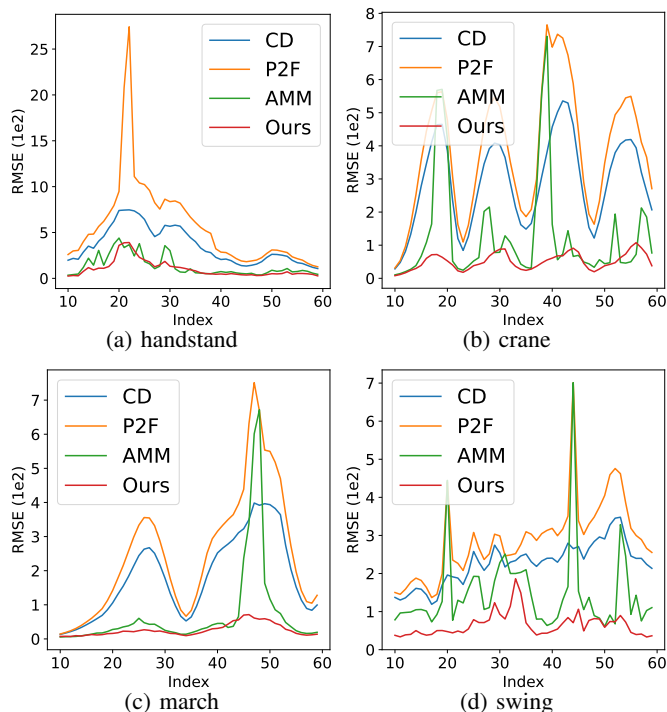 25
20
15
10
5
0
RMSE (1e2)
CD
P2F
AMM
Ours
10 20 30 40 50 60
Index
(a) handstand
8
7
6
5
4
3
2
1
0
RMSE (1e2)
CD
P2F
AMM
Ours
10 20 30 40 50 60
Index
(b) crane
7
6
5
4
3
2
1
0
RMSE (1e2)
CD
P2F
AMM
Ours
10 20 30 40 50 60
Index
(c) march
7
6
5
4
3
2
1
0
RMSE (1e2)
CD
P2F
AMM
Ours
10 20 30 40 50 60
Index
(d) swing